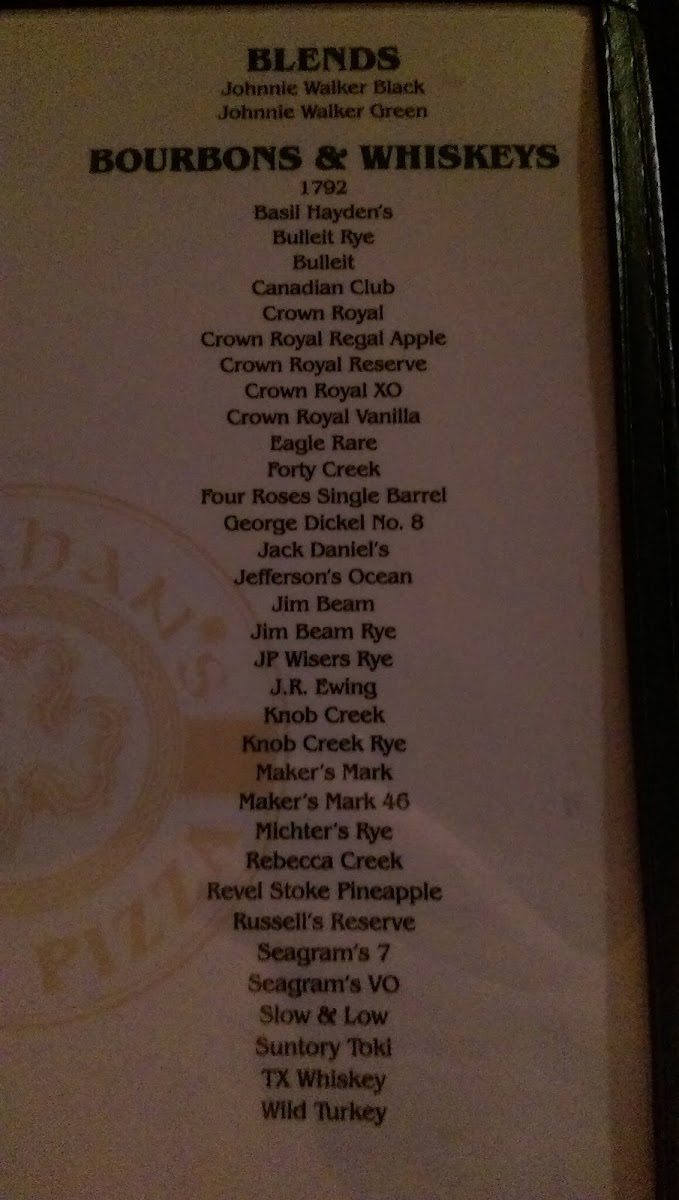 BLENDS
Johnnie Walker Black
Johnnie Walker Green
BOURBONS & WHISKEYS
1792
Basil Hayden's
Bulleit Rye
Bulleit
Canadian Club
Crown Royal
Crown Royal Regal Apple
Crown Royal Reserve
Crown Royal XO
Crown Royal Vanilla
Eagle Rare
Forty Creek
Four Roses Single Barrel
George Dickel No. 8
Jack Daniel's
Jefferson's Ocean
Jim Beam
Jim Beam Rye
JP Wisers Rye
J.R. Ewing
Knob Creek
Knob Creek Rye
Maker's Mark
Maker's Mark 46
Michter's Rye
Rebecca Creek
Revel Stoke Pineapple
Russell's Reserve
Seagram's 7
Seagram's VO
Slow & Low
Suntory Toki
TX Whiskey
Wild Turkey
PIZZA